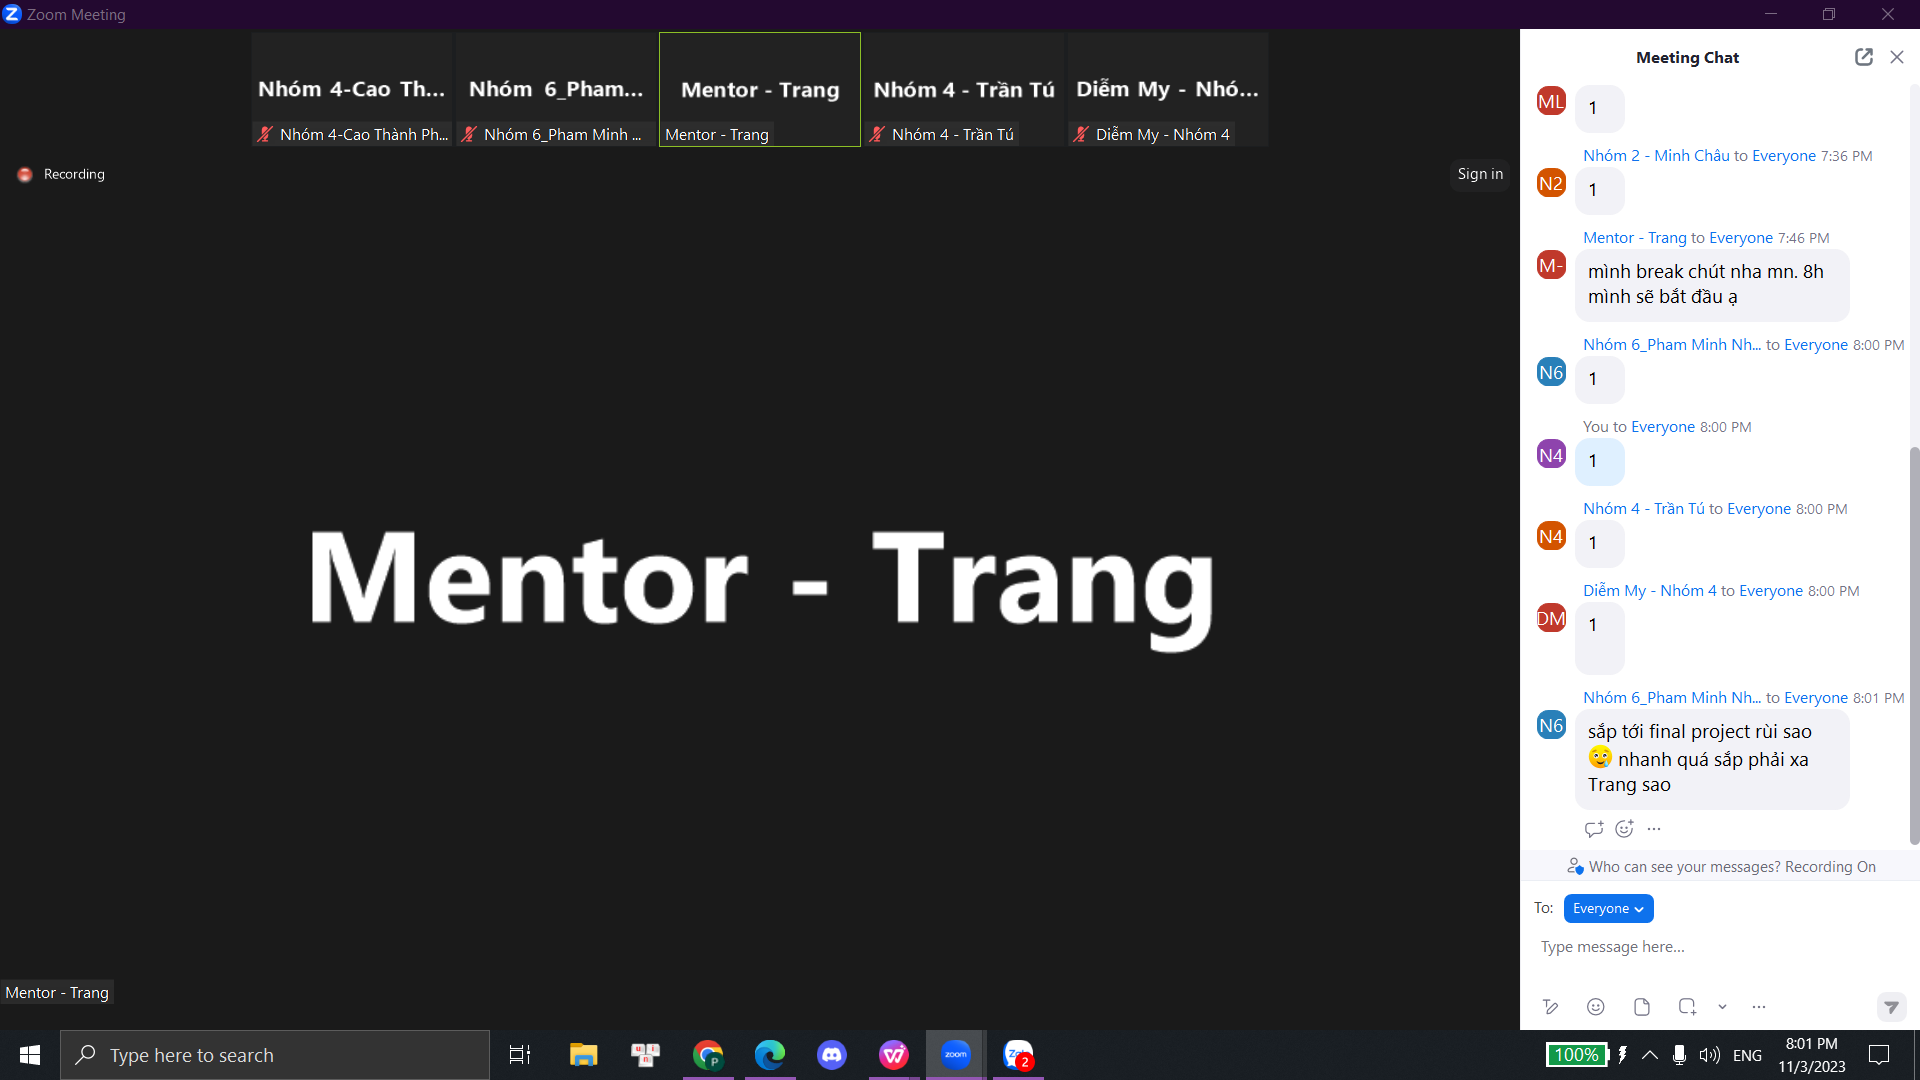 Zoom Meeting
Nhóm 4-Cao Th...
Nhóm 6_Pham...
Mentor - Trang
Nhóm 4 - Trần Tú
Diễm My - Nhó...
Nhóm 4-Cao Thành Ph...
Nhóm 6_Pham Minh ...
Mentor - Trang
Nhóm 4 - Trần Tú
Diễm My - Nhóm 4
Recording
Sign in
Mentor - Trang
Mentor - Trang
Meeting Chat
ML
1
Nhóm 2 - Minh Châu to Everyone 7:36 PM
N2
1
Mentor - Trang to Everyone 7:46 PM
M-
mình break chút nha mn. 8h
mình sẽ bắt đầu ạ
Nhóm 6_Pham Minh Nh... to Everyone 8:00 PM
N6
1
You to Everyone 8:00 PM
N4
1
Nhóm 4 - Trần Tú to Everyone 8:00 PM
N4
1
Diễm My - Nhóm 4 to Everyone 8:00 PM
DM
1
Nhóm 6_Pham Minh Nh... to Everyone 8:01 PM
N6
sắp tới final project rùi sao
🥲 nhanh quá sắp phải xa
Trang sao
Who can see your messages? Recording On
To: Everyone
Type message here...
Type here to search
zoom
2
100%
ENG
8:01 PM
11/3/2023